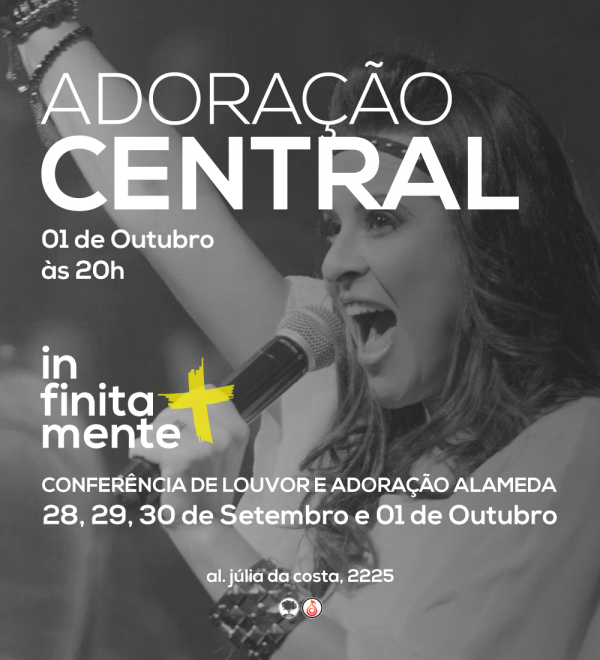 ADORAÇÃO
CENTRAL
01 de Outubro
às 20h
in
finita
mente
CONFERÊNCIA DE LOUVOR E ADORAÇÃO ALAMEDA
28, 29, 30 de Setembro e 01 de Outubro
al. júlia da costa, 2225